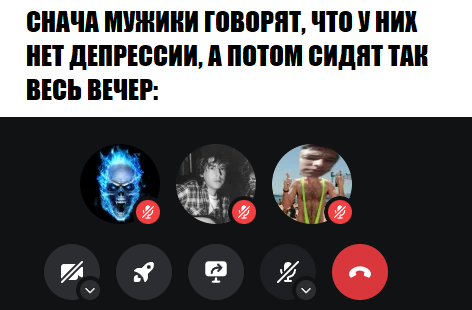 СНАЧА МУЖИКИ ГОВОРЯТ, ЧТО У НИХ
НЕТ ДЕПРЕССИИ, А ПОТОМ СИДЯТ ТАК
ВЕСЬ ВЕЧЕР: